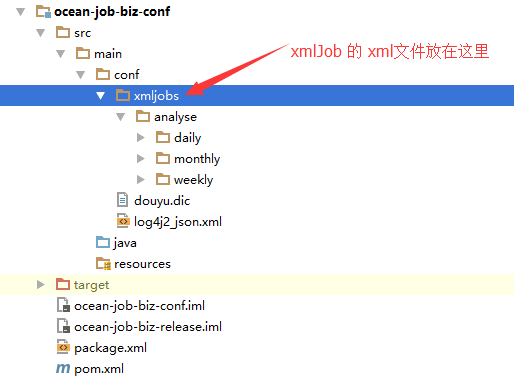 ocean-job-biz-conf
src
xmlJob 的 xml文件放在这里
main
conf
xmljobs
analyse
daily
monthly
weekly
douyu.dic
log4j2_json.xml
java
resources
target
ocean-job-biz-conf.iml
ocean-job-biz-release.iml
package.xml
pom.xml